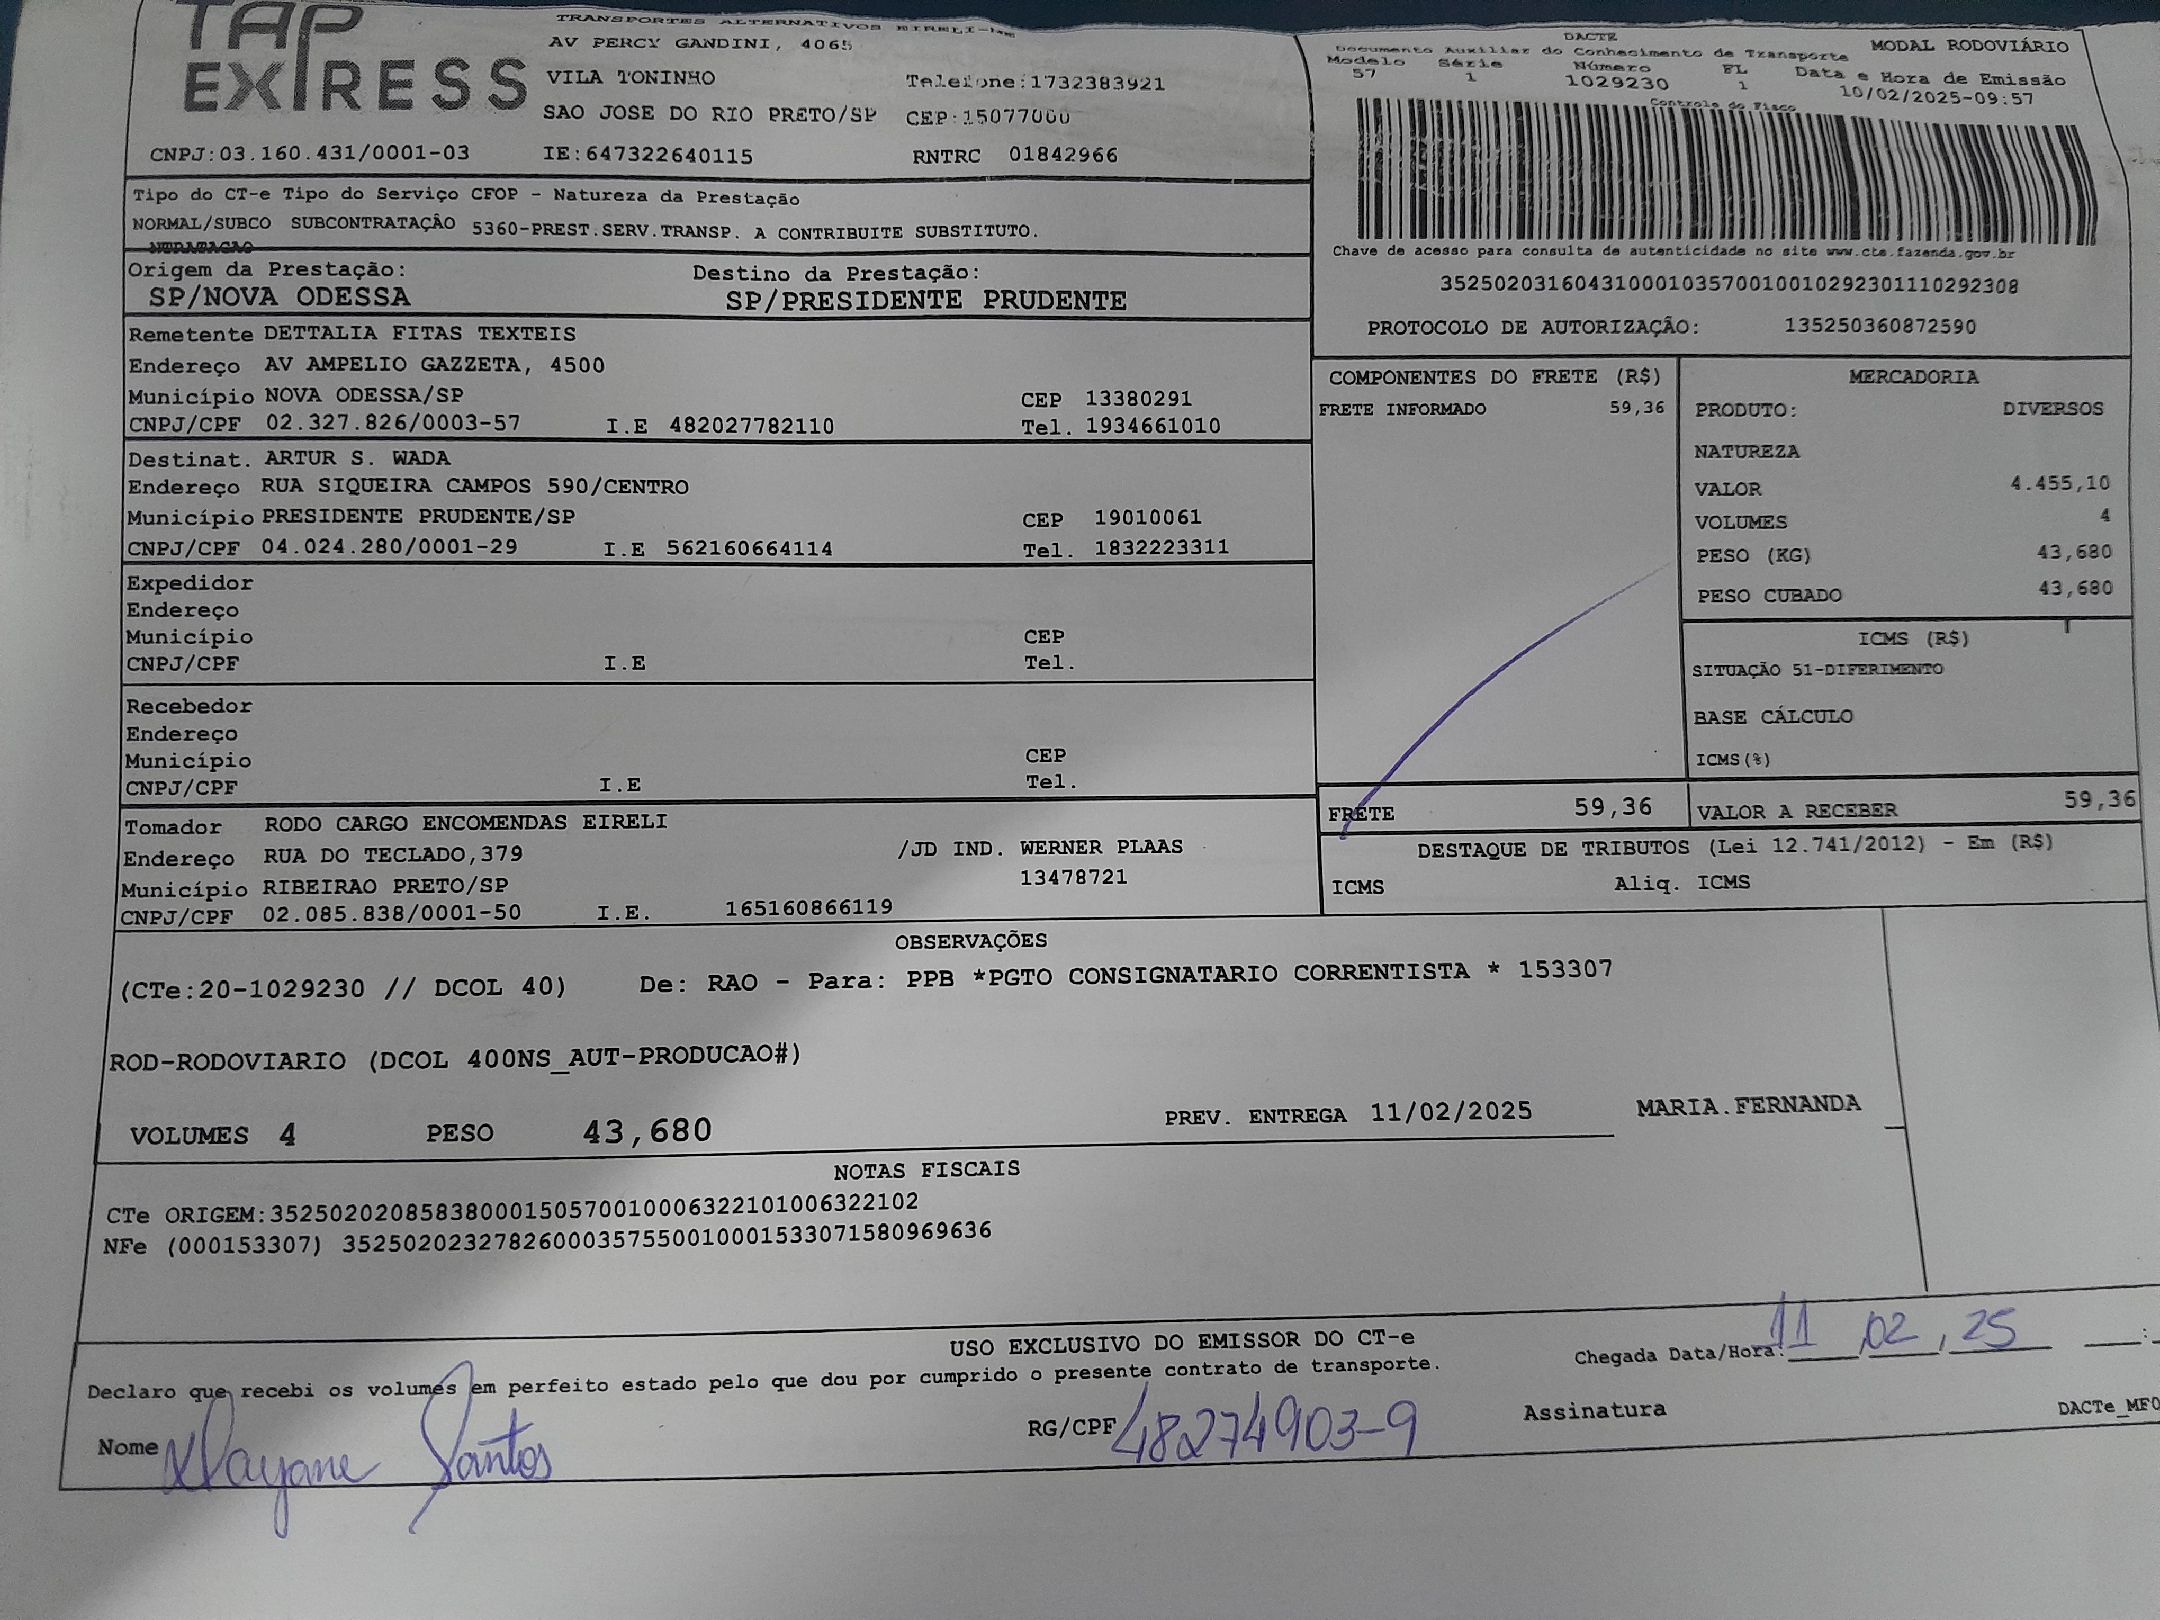 TAP EXPRESS
TRANSPORTES ALTERNATIVOS EIRELI-ME
AV PERCY GANDINI, 4065
VILA TONINHO Telefone:1732383921
SAO JOSE DO RIO PRETO/SP CEP:15077000
CNPJ:03.160.431/0001-03 IE:647322640115 RNTRC 01842966
DACTE
Documento Auxiliar do Conhecimento de Transporte MODAL RODOVIÁRIO
Modelo Série Número FL Data e Hora de Emissão
57 1 1029230 1 10/02/2025-09:57
Controle do Fisco
Chave de acesso para consulta de autenticidade no site www.cte.fazenda.gov.br
35250203160431000103570010010292301110292308
PROTOCOLO DE AUTORIZAÇÃO: 135250360872590
Tipo do CT-e Tipo do Serviço CFOP - Natureza da Prestação
NORMAL/SUBCO SUBCONTRATAÇÃO 5360-PREST.SERV.TRANSP. A CONTRIBUITE SUBSTITUTO.
NTRATACAO
Origem da Prestação: Destino da Prestação:
SP/NOVA ODESSA SP/PRESIDENTE PRUDENTE
Remetente DETTALIA FITAS TEXTEIS
Endereço AV AMPELIO GAZZETA, 4500
Município NOVA ODESSA/SP CEP 13380291
CNPJ/CPF 02.327.826/0003-57 I.E 482027782110 Tel. 1934661010
Destinat. ARTUR S. WADA
Endereço RUA SIQUEIRA CAMPOS 590/CENTRO
Município PRESIDENTE PRUDENTE/SP CEP 19010061
CNPJ/CPF 04.024.280/0001-29 I.E 562160664114 Tel. 1832223311
Expedidor
Endereço
Município CEP
CNPJ/CPF I.E Tel.
Recebedor
Endereço
Município CEP
CNPJ/CPF I.E Tel.
Tomador RODO CARGO ENCOMENDAS EIRELI
Endereço RUA DO TECLADO,379 /JD IND. WERNER PLAAS
Município RIBEIRAO PRETO/SP 13478721
CNPJ/CPF 02.085.838/0001-50 I.E. 165160866119
COMPONENTES DO FRETE (R$)
FRETE INFORMADO 59,36
MERCADORIA
PRODUTO: DIVERSOS
NATUREZA
VALOR 4.455,10
VOLUMES 4
PESO (KG) 43,680
PESO CUBADO 43,680
ICMS (R$)
SITUAÇÃO 51-DIFERIMENTO
BASE CÁLCULO
ICMS(%)
FRETE 59,36 VALOR A RECEBER 59,36
DESTAQUE DE TRIBUTOS (Lei 12.741/2012) - Em (R$)
ICMS Aliq. ICMS
OBSERVAÇÕES
(CTe:20-1029230 // DCOL 40) De: RAO - Para: PPB *PGTO CONSIGNATARIO CORRENTISTA * 153307
ROD-RODOVIARIO (DCOL 400NS_AUT-PRODUCAO#)
VOLUMES 4 PESO 43,680 PREV. ENTREGA 11/02/2025 MARIA.FERNANDA
NOTAS FISCAIS
CTe ORIGEM:35250202085838000150570010006322101006322102
NFe (000153307) 35250202327826000357550010001533071580969636
USO EXCLUSIVO DO EMISSOR DO CT-e
Declaro que recebi os volumes em perfeito estado pelo que dou por cumprido o presente contrato de transporte. Chegada Data/Hora: 11 02 25 :
Nome Dayane Santos RG/CPF 48274903-9 Assinatura DACTe_MF0